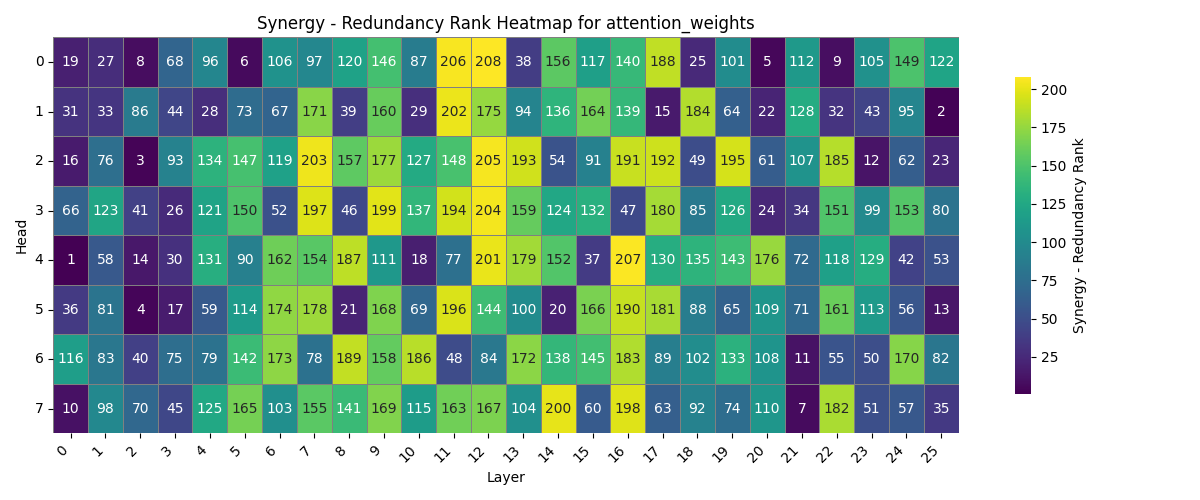 Synergy - Redundancy Rank Heatmap for attention_weights
0 19 27 8 68 96 6 106 97 120 146 87 206 208 38 156 117 140 188 25 101 5 112 9 105 149 122
1 31 33 86 44 28 73 67 171 39 160 29 202 175 94 136 164 139 15 184 64 22 128 32 43 95 2
2 16 76 3 93 134 147 119 203 157 177 127 148 205 193 54 91 191 192 49 195 61 107 185 12 62 23
3 66 123 41 26 121 150 52 197 46 199 137 194 204 159 124 132 47 180 85 126 24 34 151 99 153 80
4 1 58 14 30 131 90 162 154 187 111 18 77 201 179 152 37 207 130 135 143 176 72 118 129 42 53
5 36 81 4 17 59 114 174 178 21 168 69 196 144 100 20 166 190 181 88 65 109 71 161 113 56 13
6 116 83 40 75 79 142 173 78 189 158 186 48 84 172 138 145 183 89 102 133 108 11 55 50 170 82
7 10 98 70 45 125 165 103 155 141 169 115 163 167 104 200 60 198 63 92 74 110 7 182 51 57 35
0 1 2 3 4 5 6 7 8 9 10 11 12 13 14 15 16 17 18 19 20 21 22 23 24 25
Layer
Head
200
175
150
125
100
75
50
25
Synergy - Redundancy Rank